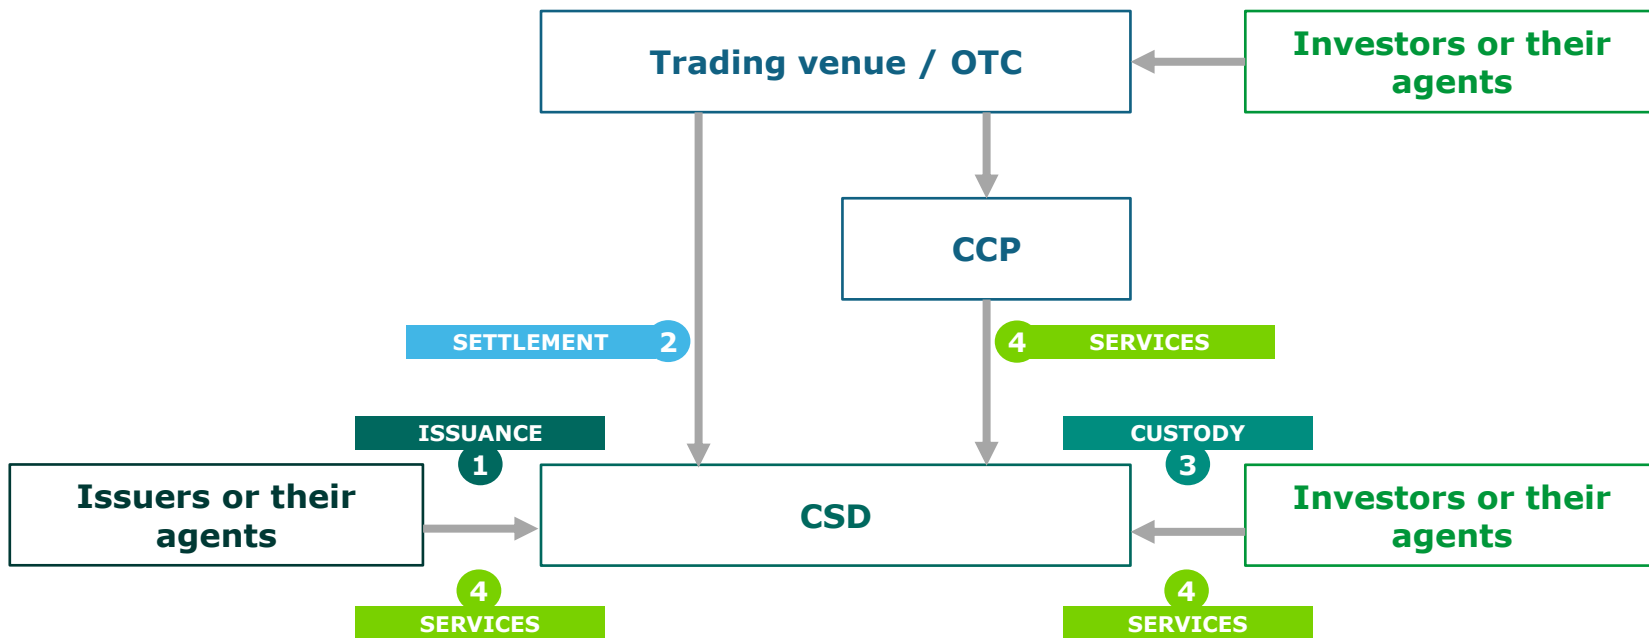 Trading venue / OTC
Investors or their
agents
CCP
SETTLEMENT 2
4 SERVICES
ISSUANCE
1
CUSTODY
3
Issuers or their
agents
CSD
Investors or their
agents
4
SERVICES
4
SERVICES